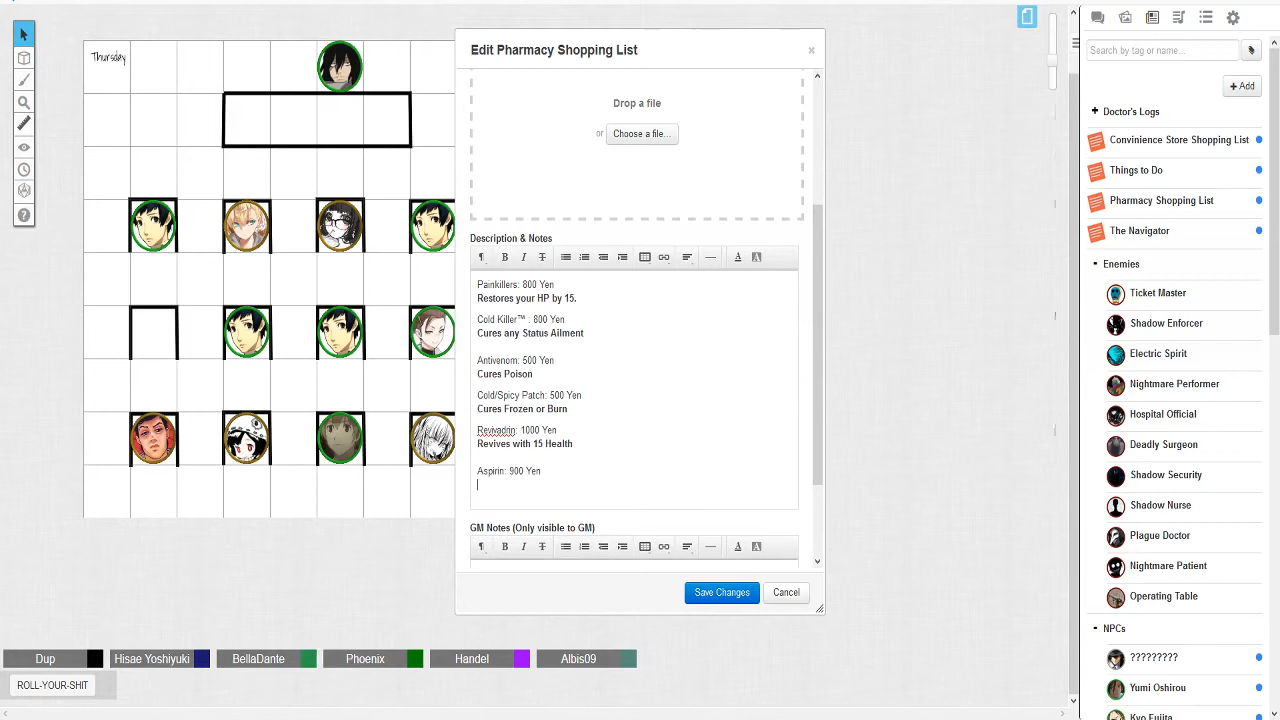 Thursday
Edit Pharmacy Shopping List
×
Drop a file
or Choose a file...
Description & Notes
Painkillers: 800 Yen
Restores your HP by 15.
Cold Killer™ : 800 Yen
Cures any Status Ailment
Antivenom: 500 Yen
Cures Poison
Cold/Spicy Patch: 500 Yen
Cures Frozen or Burn
Revivadrin: 1000 Yen
Revives with 15 Health
Aspirin: 900 Yen
GM Notes (Only visible to GM)
Save Changes Cancel
Search by tag or name...
+ Add
+ Doctor's Logs
Convinience Store Shopping List
Things to Do
Pharmacy Shopping List
The Navigator
- Enemies
Ticket Master
Shadow Enforcer
Electric Spirit
Nightmare Performer
Hospital Official
Deadly Surgeon
Shadow Security
Shadow Nurse
Plague Doctor
Nightmare Patient
Operating Table
- NPCs
?????????
Yumi Oshirou
Kyo Fujita
Dup Hisae Yoshiyuki BellaDante Phoenix Handel Albis09
ROLL-YOUR-SHIT